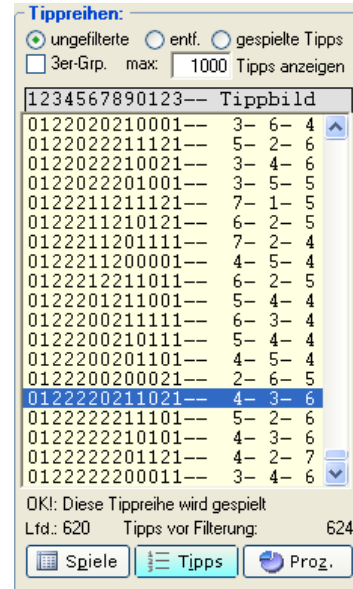 Tippreihen:
ungefilterte entf. gespielte Tipps
3er-Grp. max: 1000 Tipps anzeigen
1234567890123-- Tippbild
0122020210001-- 3- 6- 4
0122022211121-- 5- 2- 6
0122022210021-- 3- 4- 6
0122022201001-- 3- 5- 5
0122211211121-- 7- 1- 5
0122211210121-- 6- 2- 5
0122211201111-- 7- 2- 4
0122211200001-- 4- 5- 4
0122212211011-- 6- 2- 5
0122201211001-- 5- 4- 4
0122200211111-- 6- 3- 4
0122200210111-- 5- 4- 4
0122200201101-- 4- 5- 4
0122200200021-- 2- 6- 5
0122220211021-- 4- 3- 6
0122222211101-- 5- 2- 6
0122222210101-- 4- 3- 6
0122222201121-- 4- 2- 7
0122222200011-- 3- 4- 6
OK!: Diese Tippreihe wird gespielt
Lfd.: 620 Tipps vor Filterung: 624
Spiele Tipps Proz.